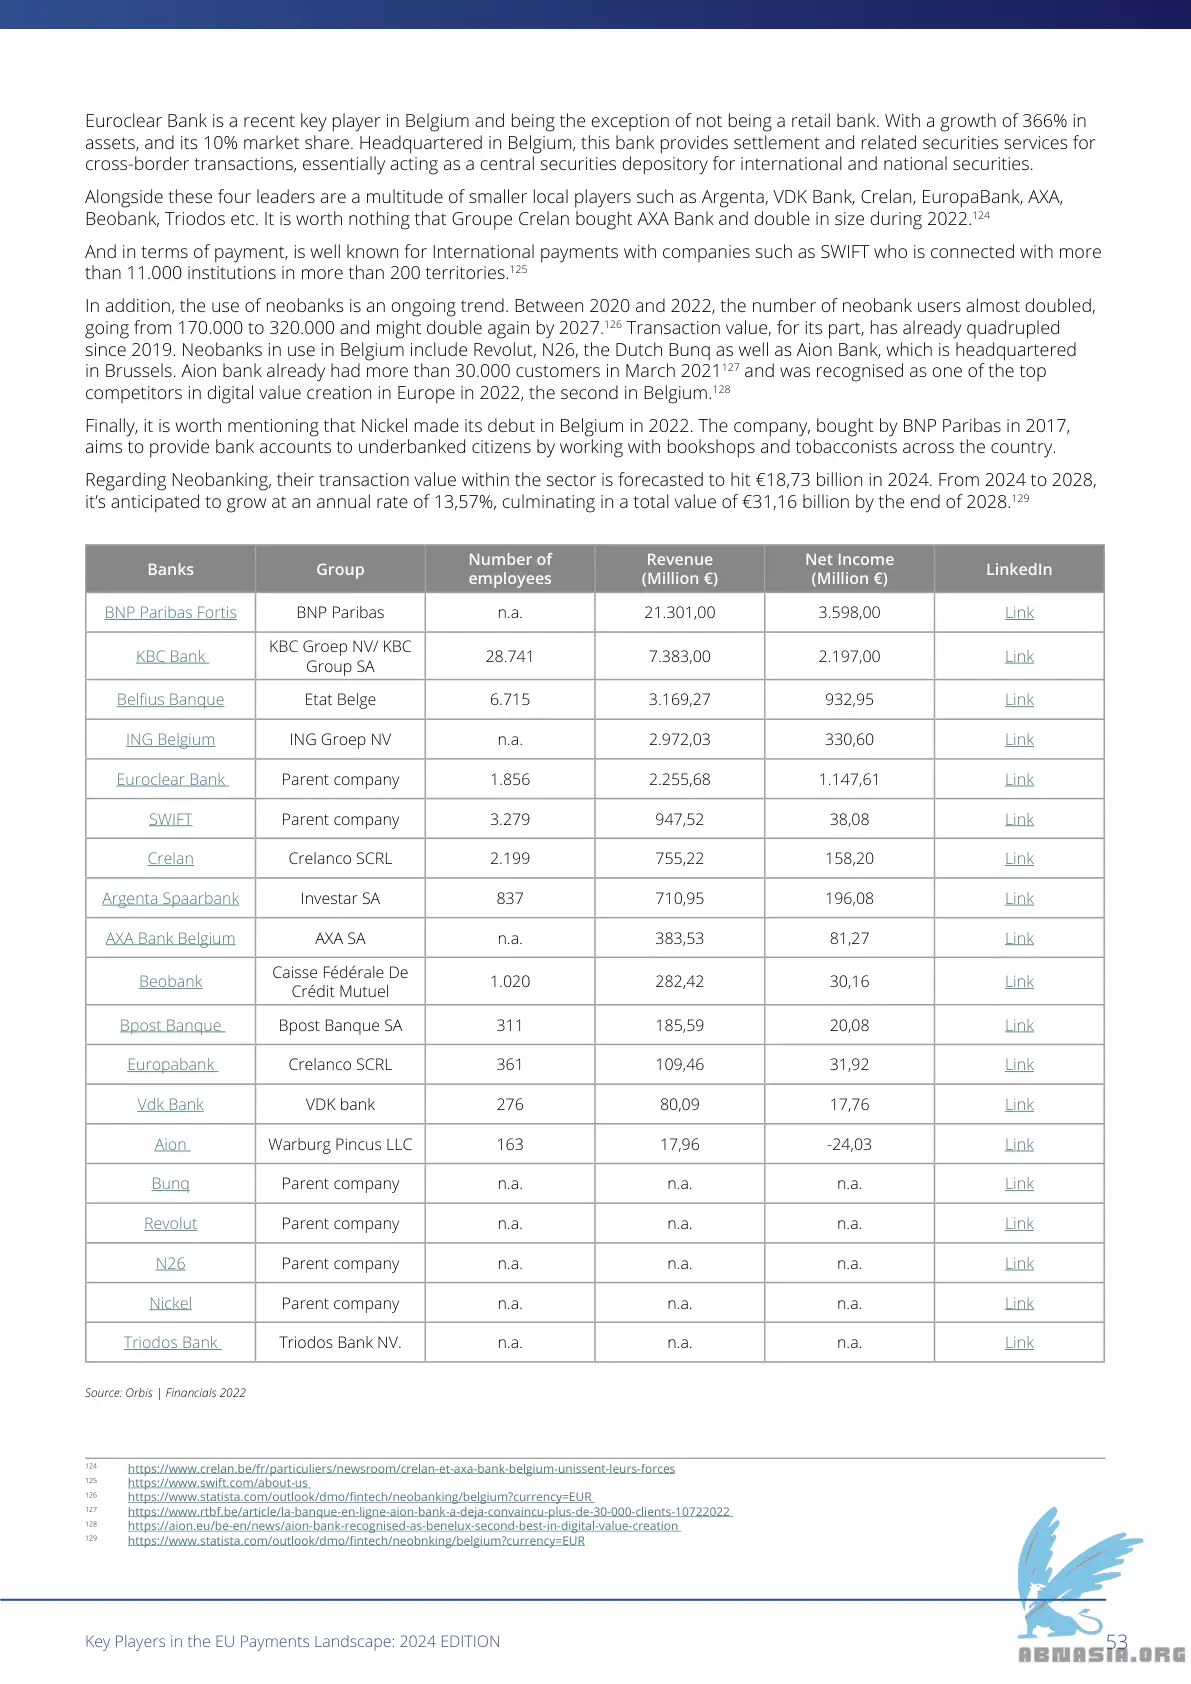 Euroclear Bank is a recent key player in Belgium and being the exception of not being a retail bank. With a growth of 366% in
assets, and its 10% market share. Headquartered in Belgium, this bank provides settlement and related securities services for
cross-border transactions, essentially acting as a central securities depository for international and national securities.
Alongside these four leaders are a multitude of smaller local players such as Argenta, VDK Bank, Crelan, EuropaBank, AXA,
Beobank, Triodos etc. It is worth nothing that Groupe Crelan bought AXA Bank and double in size during 2022.124
And in terms of payment, is well known for International payments with companies such as SWIFT who is connected with more
than 11.000 institutions in more than 200 territories.125
In addition, the use of neobanks is an ongoing trend. Between 2020 and 2022, the number of neobank users almost doubled,
going from 170.000 to 320.000 and might double again by 2027.126 Transaction value, for its part, has already quadrupled
since 2019. Neobanks in use in Belgium include Revolut, N26, the Dutch Bunq as well as Aion Bank, which is headquartered
in Brussels. Aion bank already had more than 30.000 customers in March 2021127 and was recognised as one of the top
competitors in digital value creation in Europe in 2022, the second in Belgium.128
Finally, it is worth mentioning that Nickel made its debut in Belgium in 2022. The company, bought by BNP Paribas in 2017,
aims to provide bank accounts to underbanked citizens by working with bookshops and tobacconists across the country.
Regarding Neobanking, their transaction value within the sector is forecasted to hit €18,73 billion in 2024. From 2024 to 2028,
it's anticipated to grow at an annual rate of 13,57%, culminating in a total value of €31,16 billion by the end of 2028.129
Banks Group Number of employees Revenue (Million €) Net Income (Million €) LinkedIn
BNP Paribas Fortis BNP Paribas n.a. 21.301,00 3.598,00 Link
KBC Bank KBC Groep NV/ KBC Group SA 28.741 7.383,00 2.197,00 Link
Belfius Banque Etat Belge 6.715 3.169,27 932,95 Link
ING Belgium ING Groep NV n.a. 2.972,03 330,60 Link
Euroclear Bank Parent company 1.856 2.255,68 1.147,61 Link
SWIFT Parent company 3.279 947,52 38,08 Link
Crelan Crelanco SCRL 2.199 755,22 158,20 Link
Argenta Spaarbank Investar SA 837 710,95 196,08 Link
AXA Bank Belgium AXA SA n.a. 383,53 81,27 Link
Beobank Caisse Fédérale De Crédit Mutuel 1.020 282,42 30,16 Link
Bpost Banque Bpost Banque SA 311 185,59 20,08 Link
Europabank Crelanco SCRL 361 109,46 31,92 Link
Vdk Bank VDK bank 276 80,09 17,76 Link
Aion Warburg Pincus LLC 163 17,96 -24,03 Link
Bunq Parent company n.a. n.a. n.a. Link
Revolut Parent company n.a. n.a. n.a. Link
N26 Parent company n.a. n.a. n.a. Link
Nickel Parent company n.a. n.a. n.a. Link
Triodos Bank Triodos Bank NV. n.a. n.a. n.a. Link
Source: Orbis | Financials 2022
124 https://www.crelan.be/fr/particuliers/newsroom/crelan-et-axa-bank-belgium-unissent-leurs-forces
125 https://www.swift.com/about-us
126 https://www.statista.com/outlook/dmo/fintech/neobanking/belgium?currency=EUR
127 https://www.rtbf.be/article/la-banque-en-ligne-aion-bank-a-deja-convaincu-plus-de-30-000-clients-10722022
128 https://aion.eu/be-en/news/aion-bank-recognised-as-benelux-second-best-in-digital-value-creation
129 https://www.statista.com/outlook/dmo/fintech/neobnking/belgium?currency=EUR
Key Players in the EU Payments Landscape: 2024 EDITION 53
ABNASIA.ORG